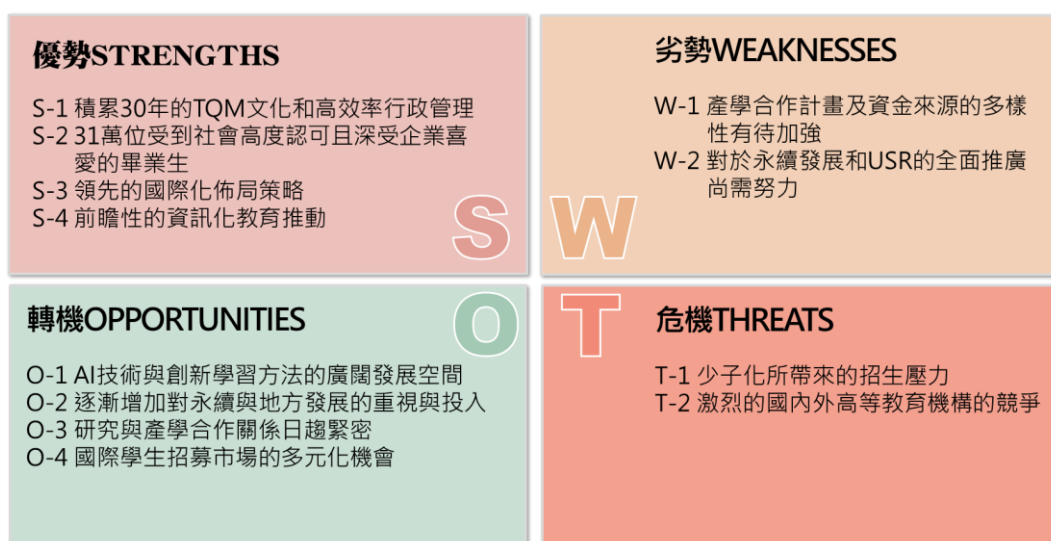 優勢STRENGTHS
S-1 積累30年的TQM文化和高效率行政管理
S-2 31萬位受到社會高度認可且深受企業喜
愛的畢業生
S-3 領先的國際化佈局策略
S-4 前瞻性的資訊化教育推動
S
劣勢WEAKNESSES
W-1 產學合作計畫及資金來源的多樣
性有待加強
W-2 對於永續發展和USR的全面推廣
尚需努力
W
轉機OPPORTUNITIES
O
O-1 AI技術與創新學習方法的廣闊發展空間
O-2 逐漸增加對永續與地方發展的重視與投入
O-3 研究與產學合作關係日趨緊密
O-4 國際學生招募市場的多元化機會
T
危機THREATS
T-1 少子化所帶來的招生壓力
T-2 激烈的國內外高等教育機構的競爭